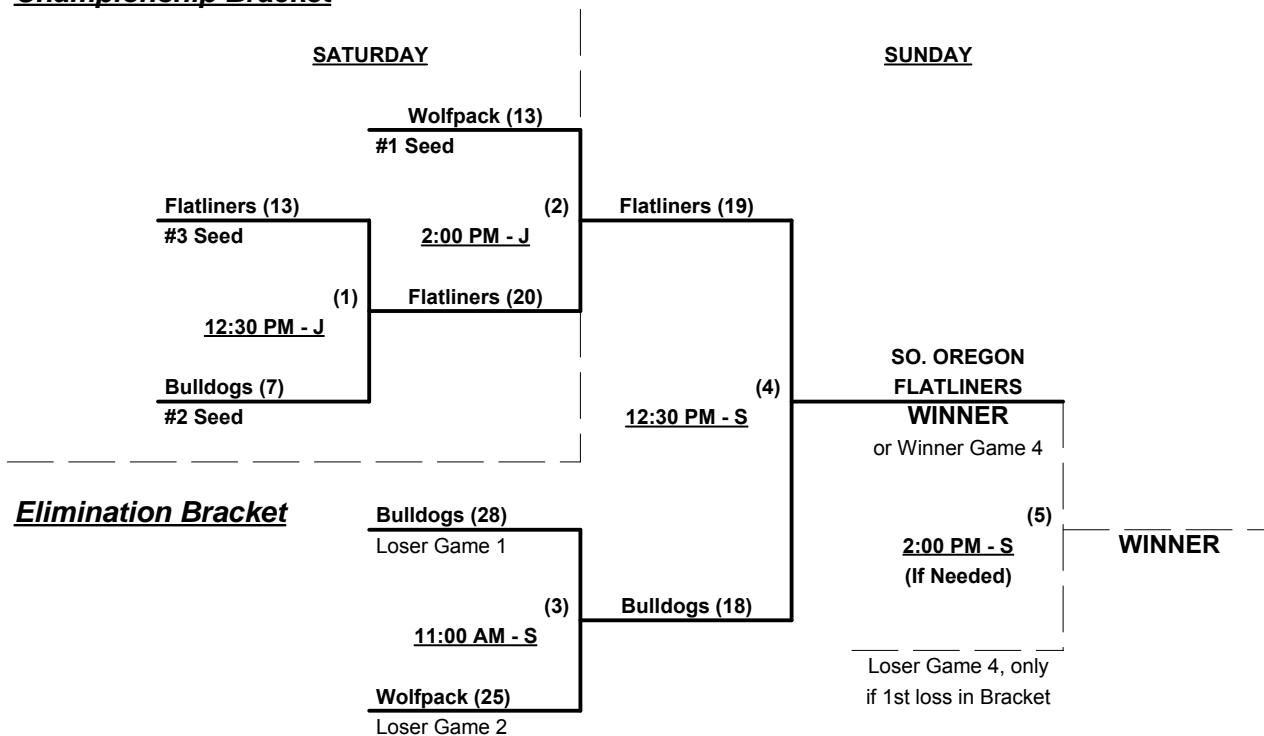 Championship Bracket
SATURDAY
SUNDAY
Wolfpack (13)
#1 Seed
Flatliners (13)
#3 Seed
(2)
2:00 PM - J
Flatliners (19)
(1)
12:30 PM - J
Flatliners (20)
Bulldogs (7)
#2 Seed
(4)
12:30 PM - S
SO. OREGON
FLATLINERS
WINNER
or Winner Game 4
Elimination Bracket
Bulldogs (28)
Loser Game 1
(5)
2:00 PM - S
(If Needed)
WINNER
(3)
11:00 AM - S
Bulldogs (18)
Wolfpack (25)
Loser Game 2
Loser Game 4, only
if 1st loss in Bracket